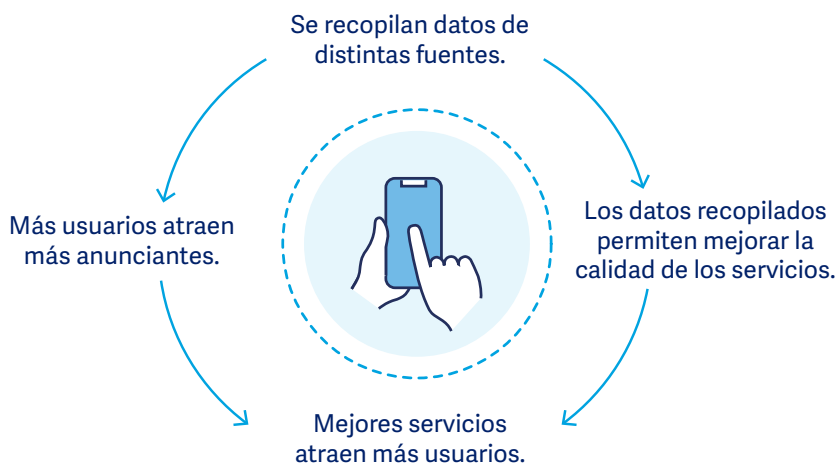 Se recopilan datos de
distintas fuentes.
Los datos recopilados
permiten mejorar la
calidad de los servicios.
Mejores servicios
atraen más usuarios.
Más usuarios atraen
más anunciantes.